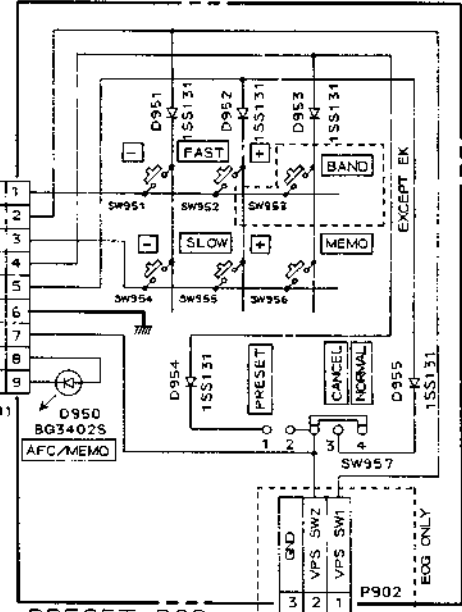 D951
1SS131
D952
1SS131
D953
1SS131
- FAST +
BAND
EXCEPT EK
SW951 SW952 SW953
1
2
3
4
5
6
7
8
9
- SLOW +
MEMO
SW954 SW955 SW956
D954
1SS131
PRESET
CANCEL
NORMAL
D955
1SS131
D950
BG3402S
AFC/MEMO
1 2 3 4
SW957
GND
VPS SW2
VPS SW1
3 2 1
P902
EOG ONLY